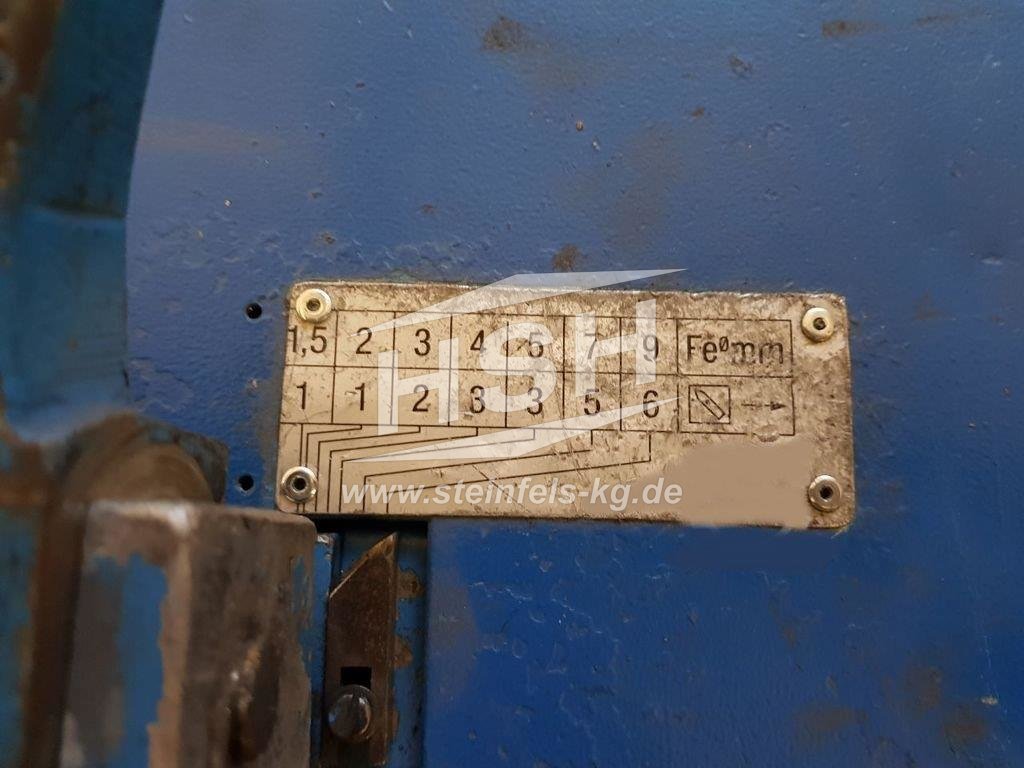 1,5 2 3 4 5 7 9 Fe⌀mm
1 1 2 3 3 5 6
HSH
www.steinfels-kg.de